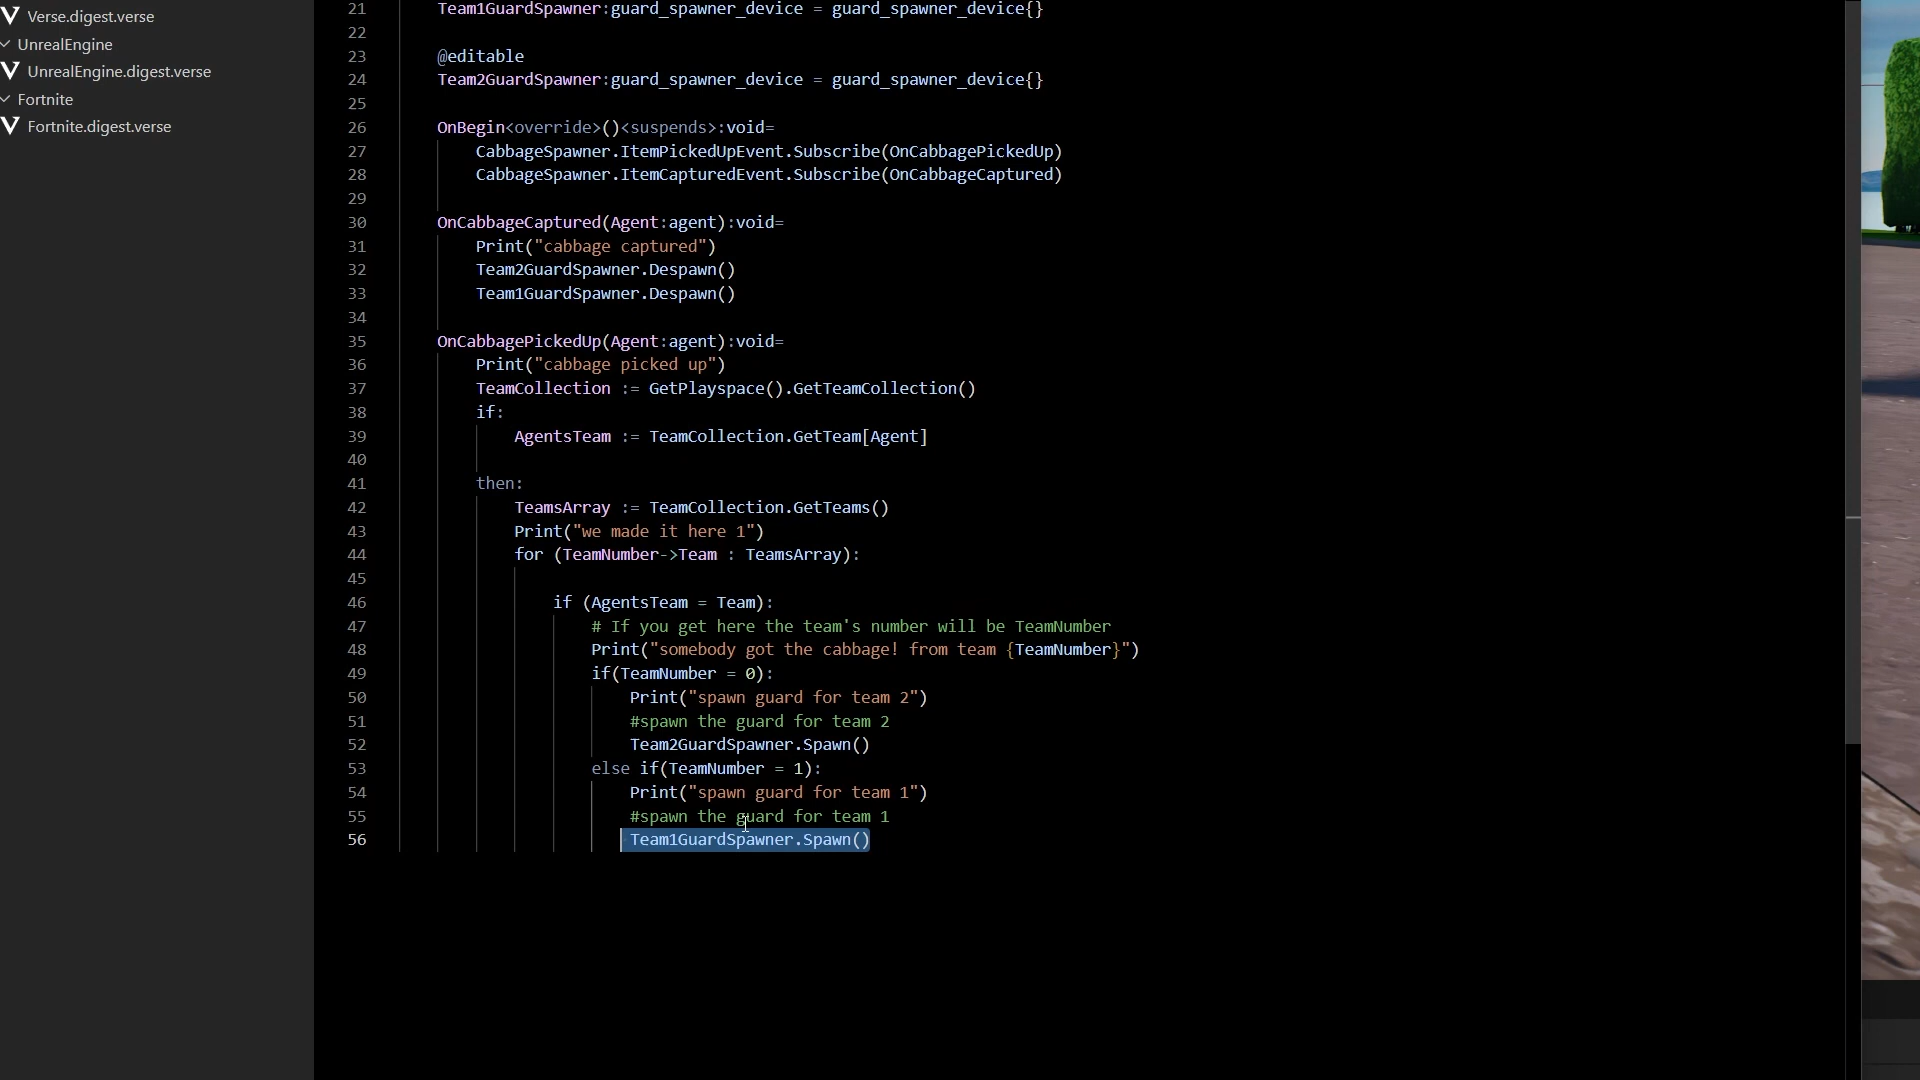 Verse.digest.verse
UnrealEngine
UnrealEngine.digest.verse
Fortnite
Fortnite.digest.verse
21 Team1GuardSpawner:guard_spawner_device = guard_spawner_device{}
22
23 @editable
24 Team2GuardSpawner:guard_spawner_device = guard_spawner_device{}
25
26 OnBegin<override>()<suspends>:void=
27 CabbageSpawner.ItemPickedUpEvent.Subscribe(OnCabbagePickedUp)
28 CabbageSpawner.ItemCapturedEvent.Subscribe(OnCabbageCaptured)
29
30 OnCabbageCaptured(Agent:agent):void=
31 Print("cabbage captured")
32 Team2GuardSpawner.Despawn()
33 Team1GuardSpawner.Despawn()
34
35 OnCabbagePickedUp(Agent:agent):void=
36 Print("cabbage picked up")
37 TeamCollection := GetPlayspace().GetTeamCollection()
38 if:
39 AgentsTeam := TeamCollection.GetTeam[Agent]
40
41 then:
42 TeamsArray := TeamCollection.GetTeams()
43 Print("we made it here 1")
44 for (TeamNumber->Team : TeamsArray):
45
46 if (AgentsTeam = Team):
47 # If you get here the team's number will be TeamNumber
48 Print("somebody got the cabbage! from team {TeamNumber}")
49 if(TeamNumber = 0):
50 Print("spawn guard for team 2")
51 #spawn the guard for team 2
52 Team2GuardSpawner.Spawn()
53 else if(TeamNumber = 1):
54 Print("spawn guard for team 1")
55 #spawn the guard for team 1
56 Team1GuardSpawner.Spawn()